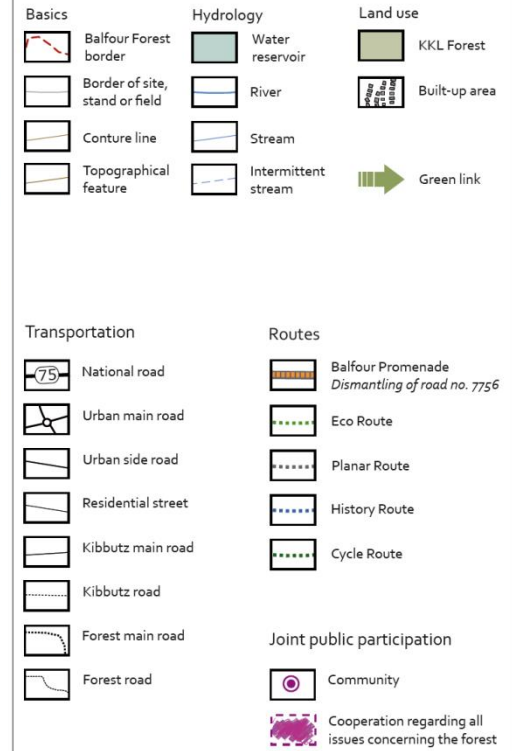 Basics
Balfour Forest
border
Border of site,
stand or field
Conture line
Topographical
feature
Hydrology
Water
reservoir
River
Stream
Intermittent
stream
Land use
KKL Forest
Built-up area
Green link
Transportation
75
National road
Urban main road
Urban side road
Residential street
Kibbutz main road
Kibbutz road
Forest main road
Forest road
Routes
Balfour Promenade
Dismantling of road no. 7756
Eco Route
Planar Route
History Route
Cycle Route
Joint public participation
Community
Cooperation regarding all
issues concerning the forest